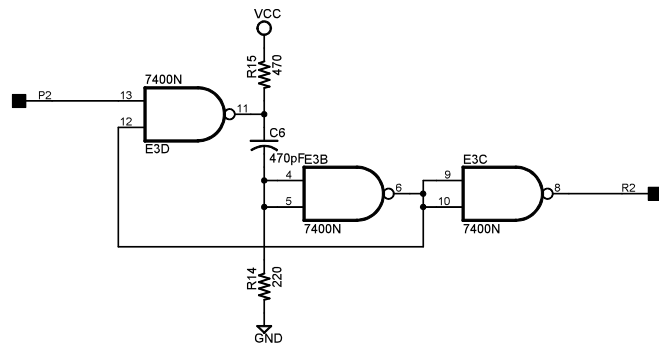 VCC
R15
470
7400N
P2
13
11
12
E3D
C6
470pF
E3B
E3C
4
6
9
8
R2
5
10
7400N
7400N
R14
220
GND